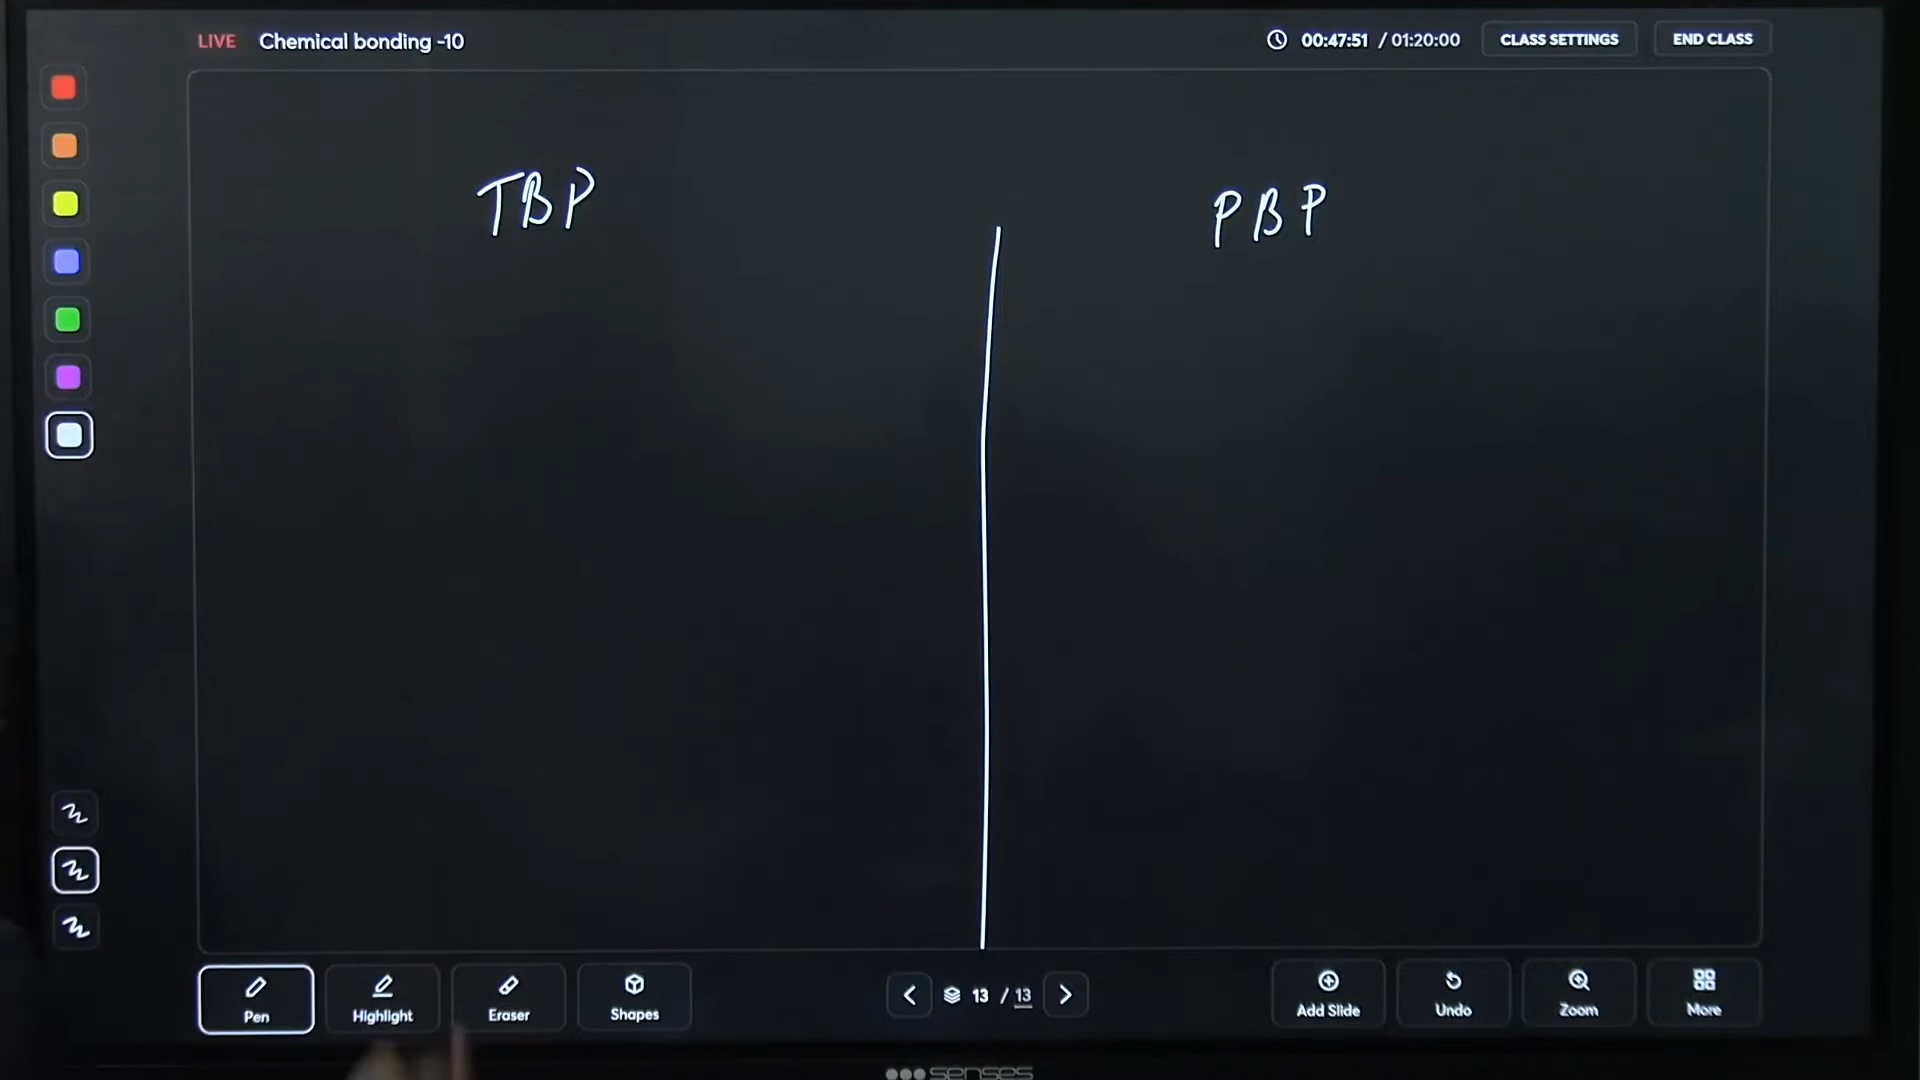 LIVE Chemical bonding -10 00:47:51 / 01:20:00 CLASS SETTINGS END CLASS
TBP PBP
Pen Highlight Eraser Shapes 13 / 13 Add Slide Undo Zoom More
senses